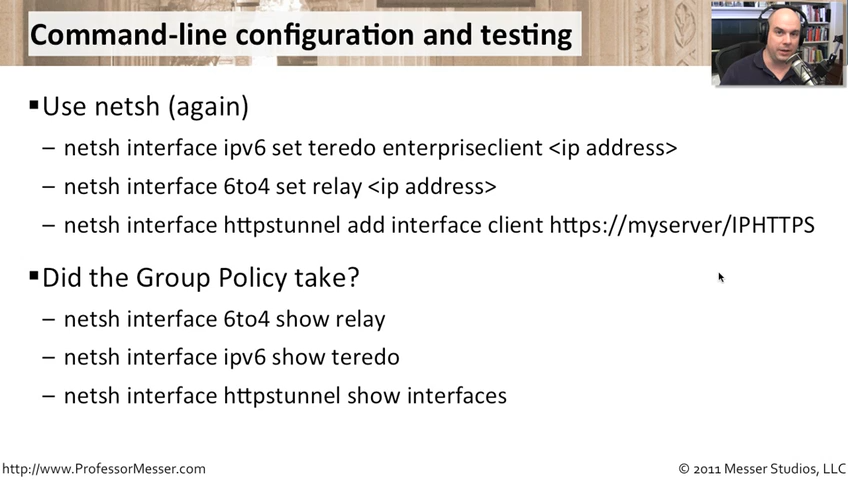 Command-line configuration and testing
▪Use netsh (again)
– netsh interface ipv6 set teredo enterpriseclient <ip address>
– netsh interface 6to4 set relay <ip address>
– netsh interface httpstunnel add interface client https://myserver/IPHTTPS
▪Did the Group Policy take?
– netsh interface 6to4 show relay
– netsh interface ipv6 show teredo
– netsh interface httpstunnel show interfaces
http://www.ProfessorMesser.com
© 2011 Messer Studios, LLC